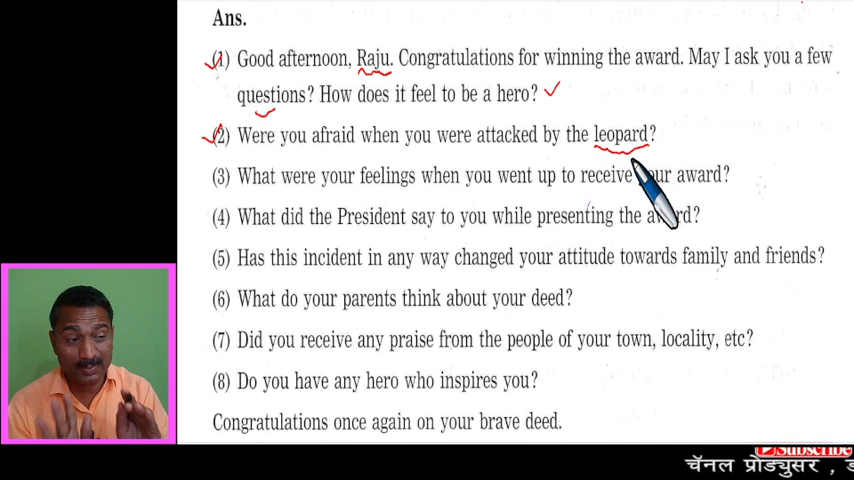 Ans.
(1) Good afternoon, Raju. Congratulations for winning the award. May I ask you a few
questions? How does it feel to be a hero?
(2) Were you afraid when you were attacked by the leopard?
(3) What were your feelings when you went up to receive your award?
(4) What did the President say to you while presenting the award?
(5) Has this incident in any way changed your attitude towards family and friends?
(6) What do your parents think about your deed?
(7) Did you receive any praise from the people of your town, locality, etc?
(8) Do you have any hero who inspires you?
Congratulations once again on your brave deed.
Subscribe
चॅनल प्रोड्युसर ,